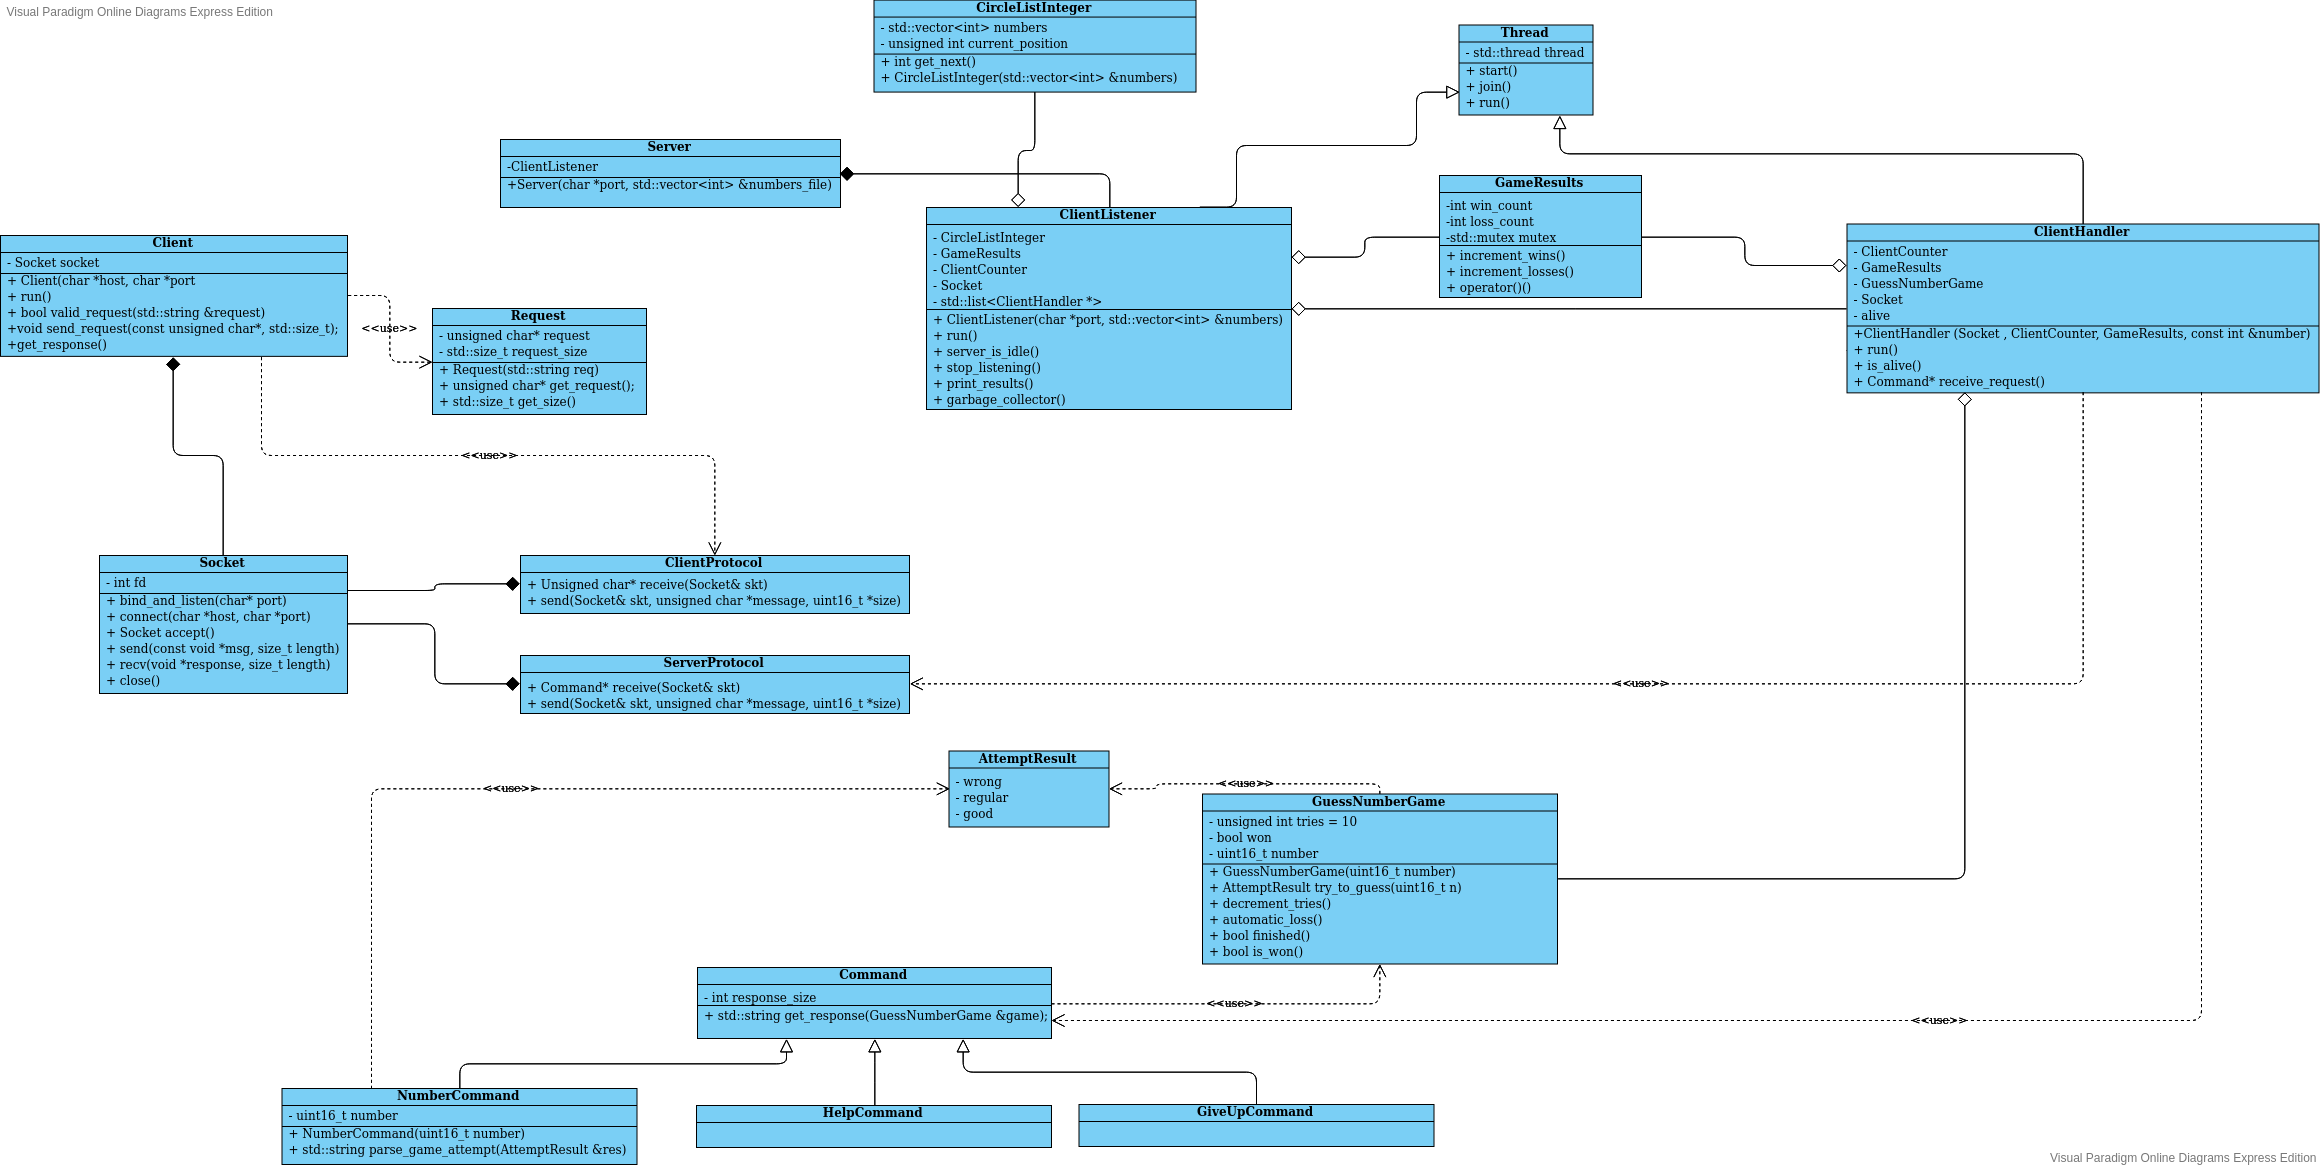 Visual Paradigm Online Diagrams Express Edition
CircleListInteger
- std::vector<int> numbers
- unsigned int current_position
+ int get_next()
+ CircleListInteger(std::vector<int> &numbers)
Thread
- std::thread thread
+ start()
+ join()
+ run()
Server
-ClientListener
+Server(char *port, std::vector<int> &numbers_file)
GameResults
-int win_count
-int loss_count
-std::mutex mutex
+ increment_wins()
+ increment_losses()
+ operator()()
ClientListener
- CircleListInteger
- GameResults
- ClientCounter
- Socket
- std::list<ClientHandler *>
+ ClientListener(char *port, std::vector<int> &numbers)
+ run()
+ server_is_idle()
+ stop_listening()
+ print_results()
+ garbage_collector()
ClientHandler
- ClientCounter
- GameResults
- GuessNumberGame
- Socket
- alive
+ClientHandler (Socket , ClientCounter, GameResults, const int &number)
+ run()
+ is_alive()
+ Command* receive_request()
Client
- Socket socket
+ Client(char *host, char *port
+ run()
+ bool valid_request(std::string &request)
+void send_request(const unsigned char*, std::size_t);
+get_response()
<<use>>
Request
- unsigned char* request
- std::size_t request_size
+ Request(std::string req)
+ unsigned char* get_request();
+ std::size_t get_size()
<<use>>
Socket
- int fd
+ bind_and_listen(char* port)
+ connect(char *host, char *port)
+ Socket accept()
+ send(const void *msg, size_t length)
+ recv(void *response, size_t length)
+ close()
ClientProtocol
+ Unsigned char* receive(Socket& skt)
+ send(Socket& skt, unsigned char *message, uint16_t *size)
ServerProtocol
+ Command* receive(Socket& skt)
+ send(Socket& skt, unsigned char *message, uint16_t *size)
<<use>>
AttemptResult
- wrong
- regular
- good
<<use>>
<<use>>
GuessNumberGame
- unsigned int tries = 10
- bool won
- uint16_t number
+ GuessNumberGame(uint16_t number)
+ AttemptResult try_to_guess(uint16_t n)
+ decrement_tries()
+ automatic_loss()
+ bool finished()
+ bool is_won()
Command
- int response_size
+ std::string get_response(GuessNumberGame &game);
<<use>>
<<use>>
NumberCommand
- uint16_t number
+ NumberCommand(uint16_t number)
+ std::string parse_game_attempt(AttemptResult &res)
HelpCommand
GiveUpCommand
Visual Paradigm Online Diagrams Express Edition